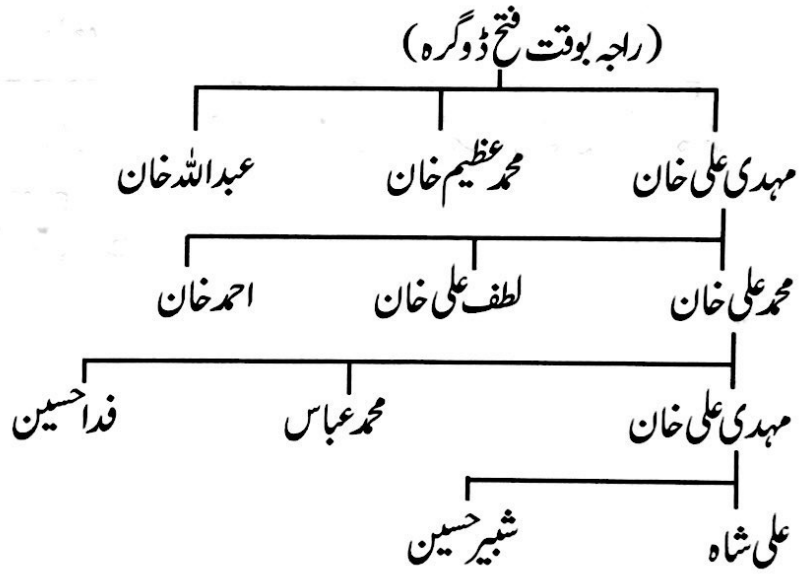 (راجہ بوقت فتح ڈوگرہ)
مہدی علی خان محمد عظیم خان عبداللہ خان
محمد علی خان لطف علی خان احمد خان
مہدی علی خان محمد عباس فدا حسین
علی شاہ شبیر حسین